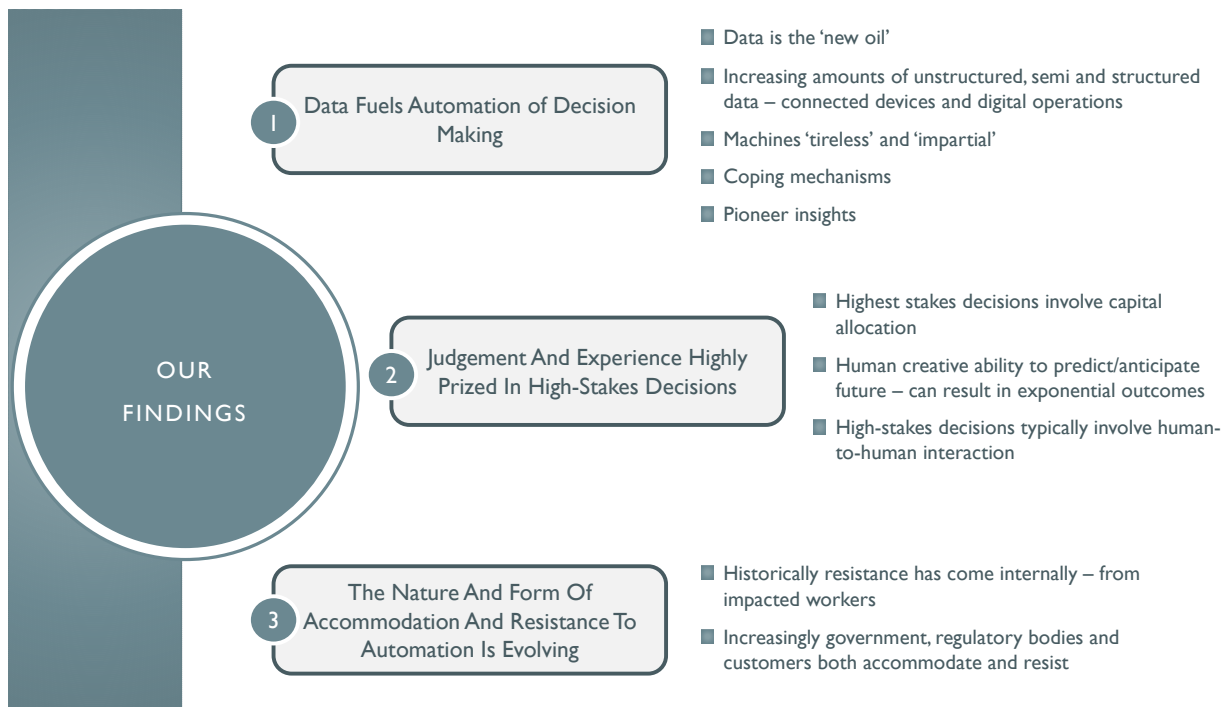 OUR
FINDINGS
1
Data Fuels Automation of Decision
Making
Data is the ‘new oil’
Increasing amounts of unstructured, semi and structured
data – connected devices and digital operations
Machines ‘tireless’ and ‘impartial’
Coping mechanisms
Pioneer insights
2
Judgement And Experience Highly
Prized In High-Stakes Decisions
Highest stakes decisions involve capital
allocation
Human creative ability to predict/anticipate
future – can result in exponential outcomes
High-stakes decisions typically involve human-
to-human interaction
3
The Nature And Form Of
Accommodation And Resistance To
Automation Is Evolving
Historically resistance has come internally – from
impacted workers
Increasingly government, regulatory bodies and
customers both accommodate and resist